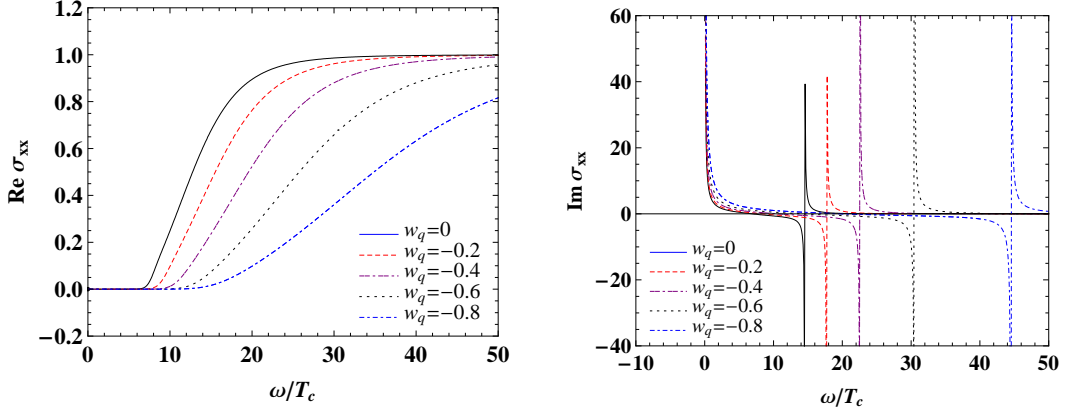 1.2
1.0
0.8
0.6
0.4
0.2
0.0
−0.2
Re σxx
0 10 20 30 40 50
ω/Tc
wq=0
wq=−0.2
wq=−0.4
wq=−0.6
wq=−0.8
60
40
20
0
−20
−40
Im σxx
−10 0 10 20 30 40 50
ω/Tc
wq=0
wq=−0.2
wq=−0.4
wq=−0.6
wq=−0.8